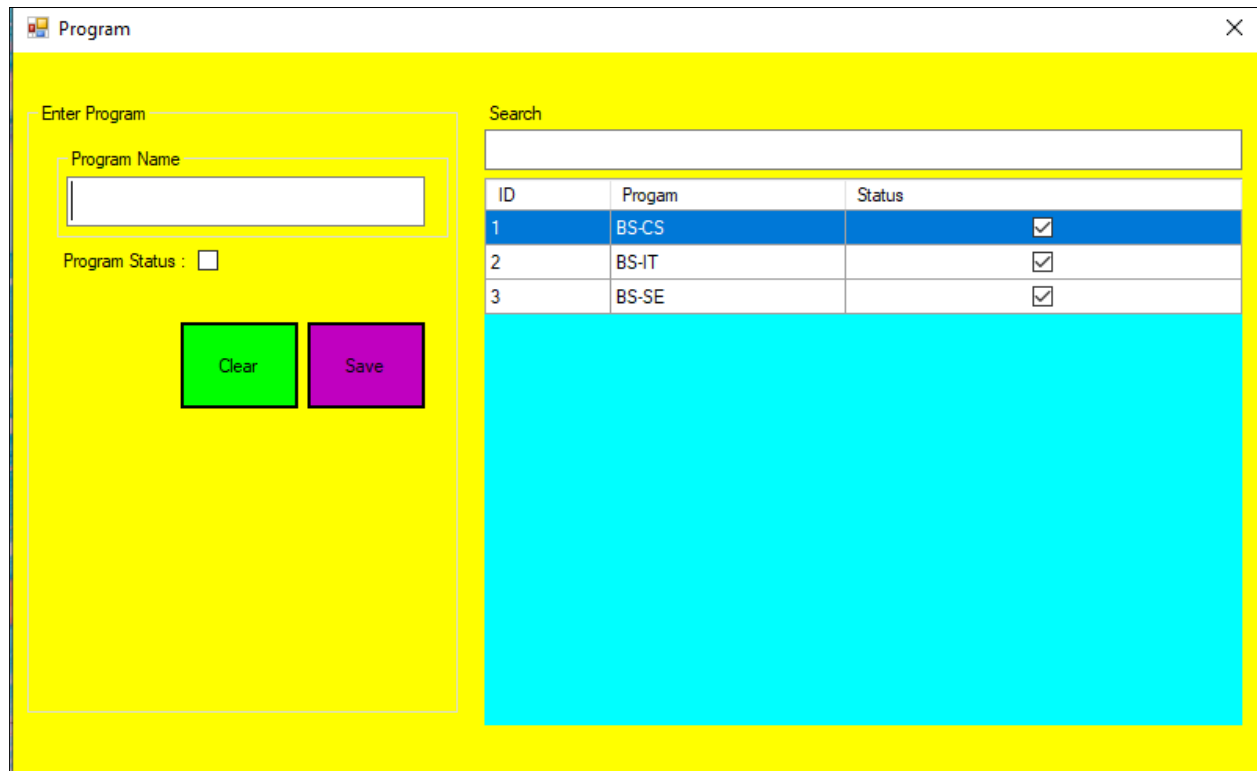 Program
Enter Program
Program Name
Program Status :
Clear Save
Search
ID Progam Status
1 BS-CS
2 BS-IT
3 BS-SE